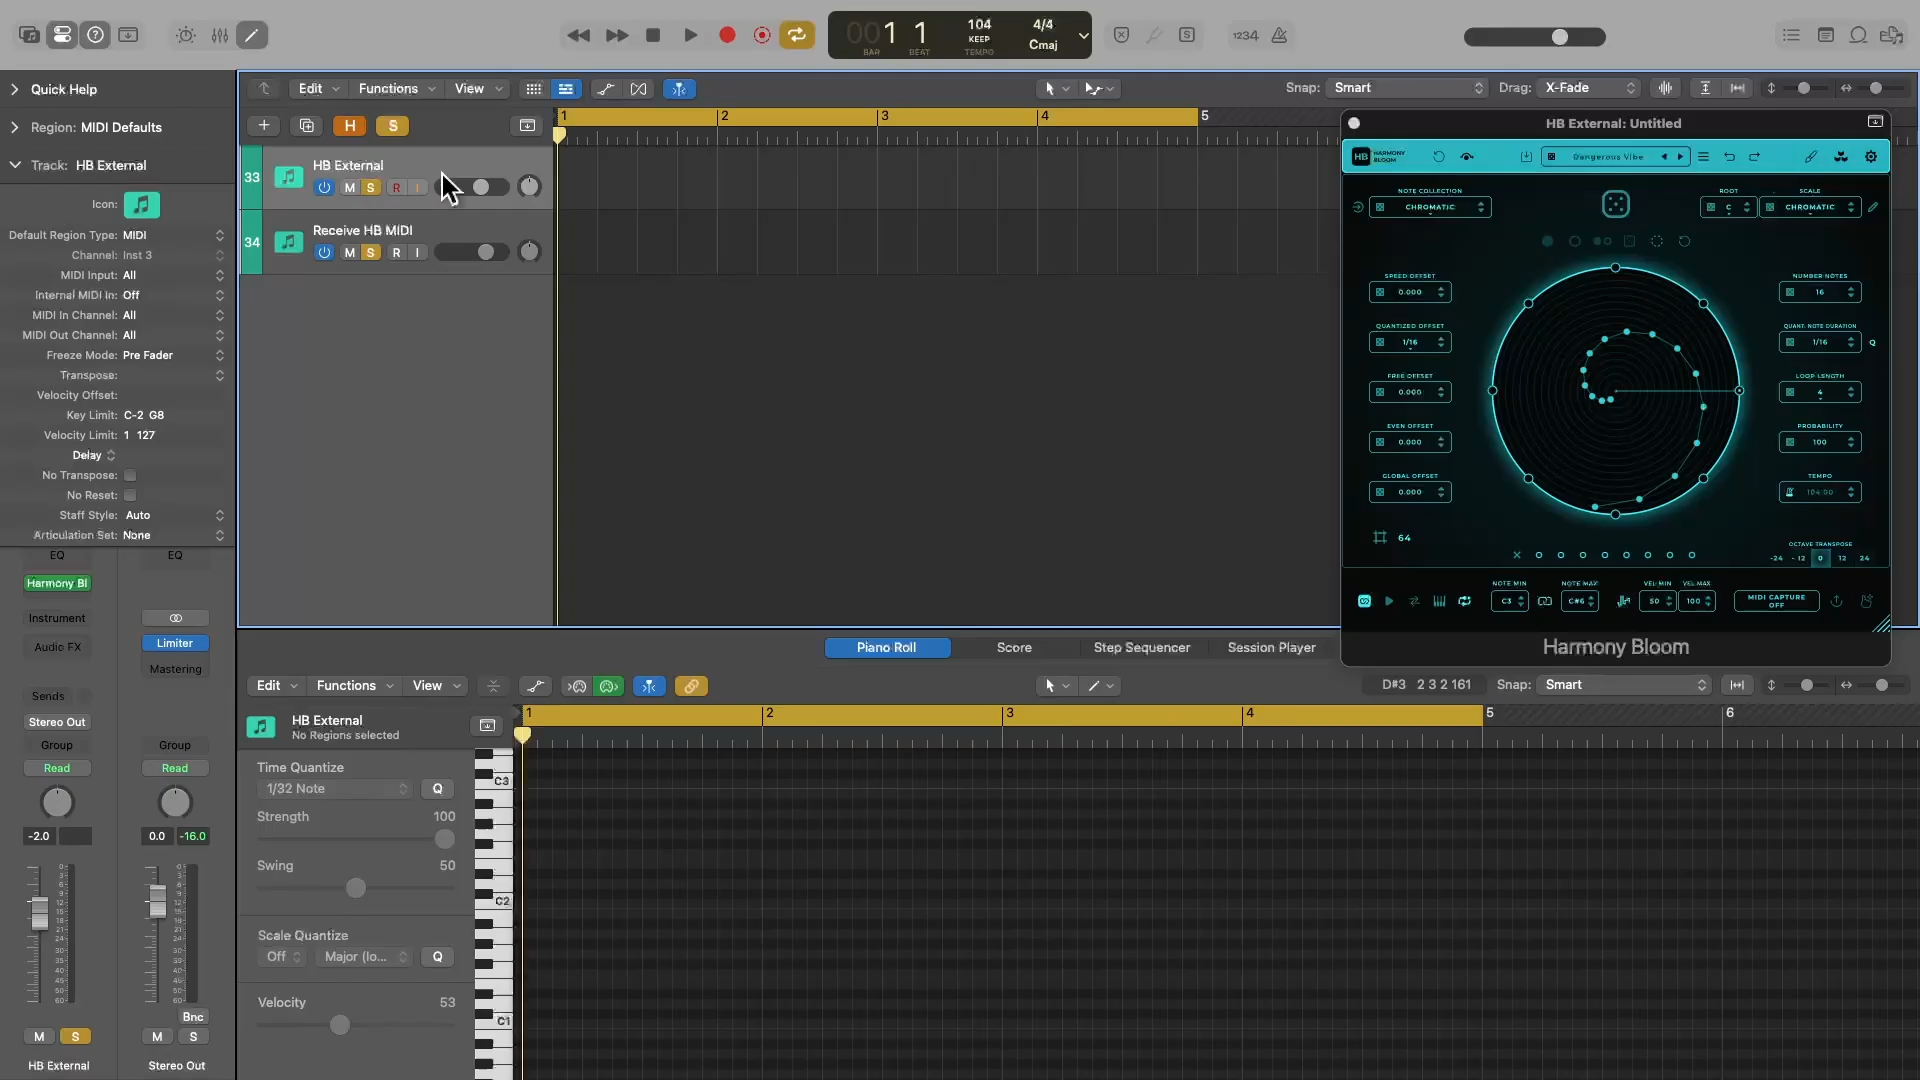 001 1
BAR BEAT
104
KEEP
TEMPO
4/4
Cmaj
1234
Quick Help
Region: MIDI Defaults
Track: HB External
Icon:
Default Region Type: MIDI
Channel: Inst 3
MIDI Input: All
Internal MIDI In: Off
MIDI In Channel: All
MIDI Out Channel: All
Freeze Mode: Pre Fader
Transpose:
Velocity Offset:
Key Limit: C-2 G8
Velocity Limit: 1 127
Delay
No Transpose:
No Reset:
Staff Style: Auto
Articulation Set: None
EQ EQ
Harmony Bl
Instrument
Audio FX
Limiter
Mastering
Sends
Stereo Out
Group Group
Read Read
-2.0 0.0 -16.0
Bnc
M S M S
HB External Stereo Out
Edit Functions View
Snap: Smart Drag: X-Fade
H S
1 2 3 4 5
33 HB External
M S R I
34 Receive HB MIDI
M S R I
HB External: Untitled
HB HARMONY BLOOM
Dangerous Vibe
NOTE COLLECTION
CHROMATIC
ROOT
C
SCALE
CHROMATIC
SPEED OFFSET
0.000
QUANTIZED OFFSET
1/16
FREE OFFSET
0.000
EVEN OFFSET
0.000
GLOBAL OFFSET
0.000
NUMBER NOTES
16
QUANT. NOTE DURATION
1/16 Q
LOOP LENGTH
4
PROBABILITY
100
TEMPO
104.00
64
OCTAVE TRANSPOSE
-24 -12 0 12 24
NOTE MIN
C3
NOTE MAX
C#6
VEL MIN
50
VEL MAX
100
MIDI CAPTURE
OFF
Harmony Bloom
Piano Roll Score Step Sequencer Session Player
Edit Functions View
D#3 2 3 2 161 Snap: Smart
HB External
No Regions selected
1 2 3 4 5 6
Time Quantize
1/32 Note Q
Strength 100
Swing 50
Scale Quantize
Off Major (lo... Q
Velocity 53
C3
C2
C1